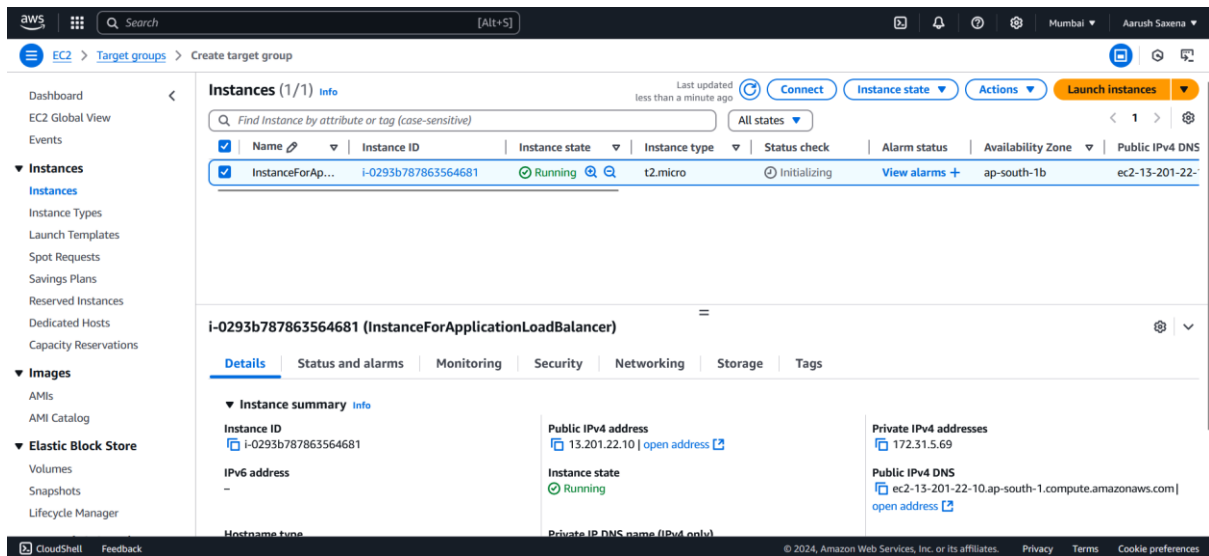 aws Search [Alt+S] Mumbai Aarush Saxena
EC2 > Target groups > Create target group
Dashboard
EC2 Global View
Events
Instances
Instances
Instance Types
Launch Templates
Spot Requests
Savings Plans
Reserved Instances
Dedicated Hosts
Capacity Reservations
Images
AMIs
AMI Catalog
Elastic Block Store
Volumes
Snapshots
Lifecycle Manager
Instances (1/1) Info
Last updated
less than a minute ago
Connect Instance state Actions Launch instances
Find Instance by attribute or tag (case-sensitive) All states 1
Name Instance ID Instance state Instance type Status check Alarm status Availability Zone Public IPv4 DNS
InstanceForAp... i-0293b787863564681 Running t2.micro Initializing View alarms + ap-south-1b ec2-13-201-22-
i-0293b787863564681 (InstanceForApplicationLoadBalancer)
Details Status and alarms Monitoring Security Networking Storage Tags
Instance summary Info
Instance ID
i-0293b787863564681
Public IPv4 address
13.201.22.10 | open address
Private IPv4 addresses
172.31.5.69
IPv6 address
–
Instance state
Running
Public IPv4 DNS
ec2-13-201-22-10.ap-south-1.compute.amazonaws.com |
open address
Hostname type Private IP DNS name (IPv4 only)
CloudShell Feedback © 2024, Amazon Web Services, Inc. or its affiliates. Privacy Terms Cookie preferences